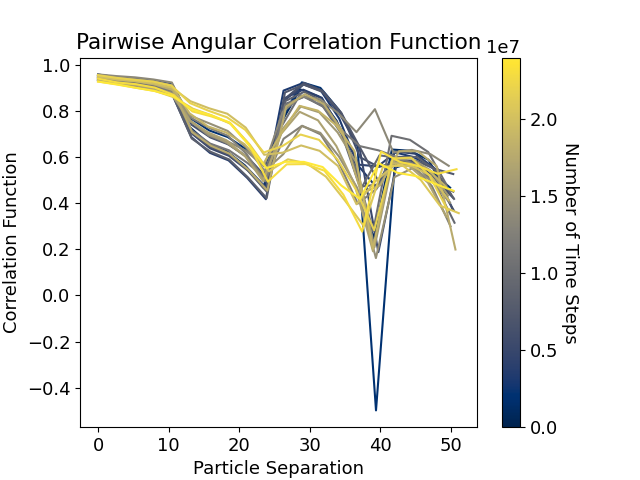 Pairwise Angular Correlation Function
1e7
1.0
0.8
0.6
0.4
0.2
0.0
−0.2
−0.4
Correlation Function
0 10 20 30 40 50
Particle Separation
2.0
1.5
1.0
0.5
0.0
Number of Time Steps